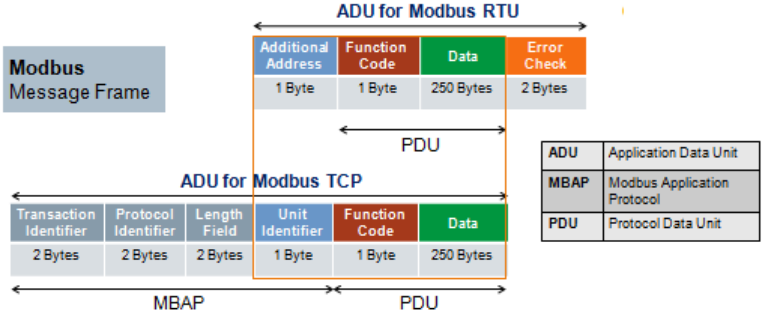 ADU for Modbus RTU
Modbus
Message Frame
Additional Address
Function Code
Data
Error Check
1 Byte
1 Byte
250 Bytes
2 Bytes
PDU
ADU
Application Data Unit
MBAP
Modbus Application Protocol
PDU
Protocol Data Unit
ADU for Modbus TCP
Transaction Identifier
Protocol Identifier
Length Field
Unit Identifier
Function Code
Data
2 Bytes
2 Bytes
2 Bytes
1 Byte
1 Byte
250 Bytes
MBAP
PDU